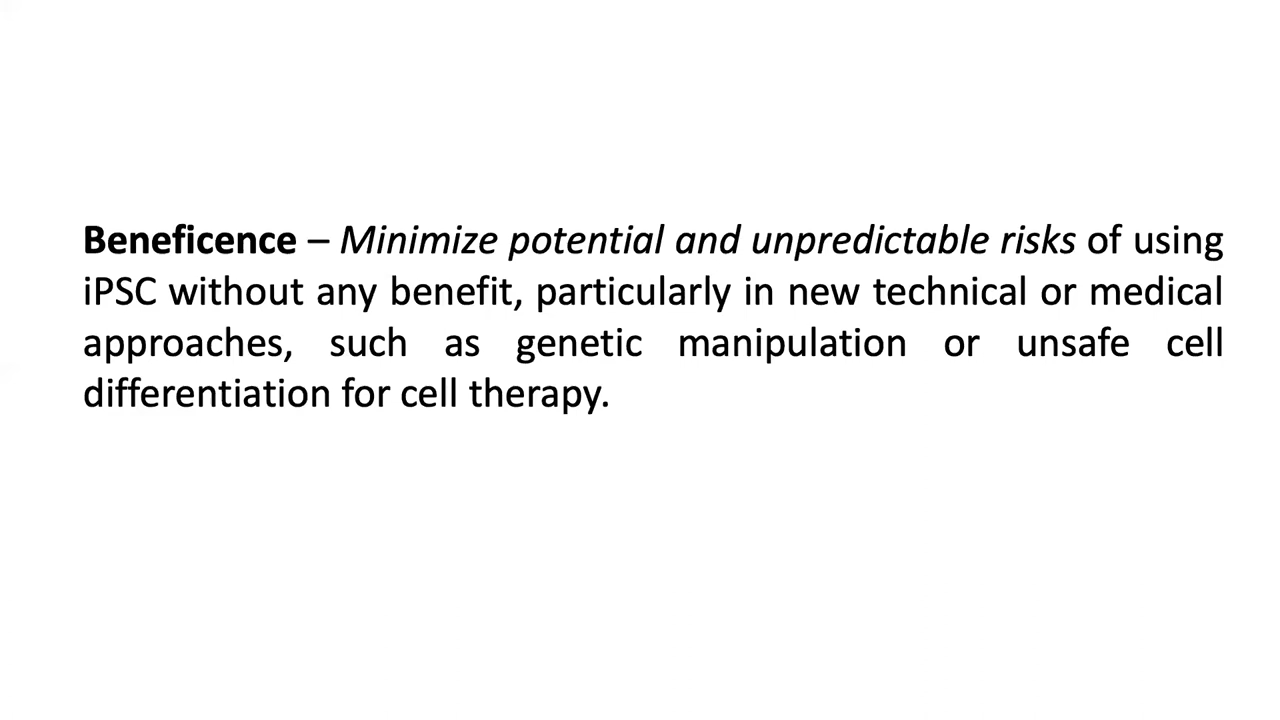 Beneficence – Minimize potential and unpredictable risks of using
iPSC without any benefit, particularly in new technical or medical
approaches, such as genetic manipulation or unsafe cell
differentiation for cell therapy.